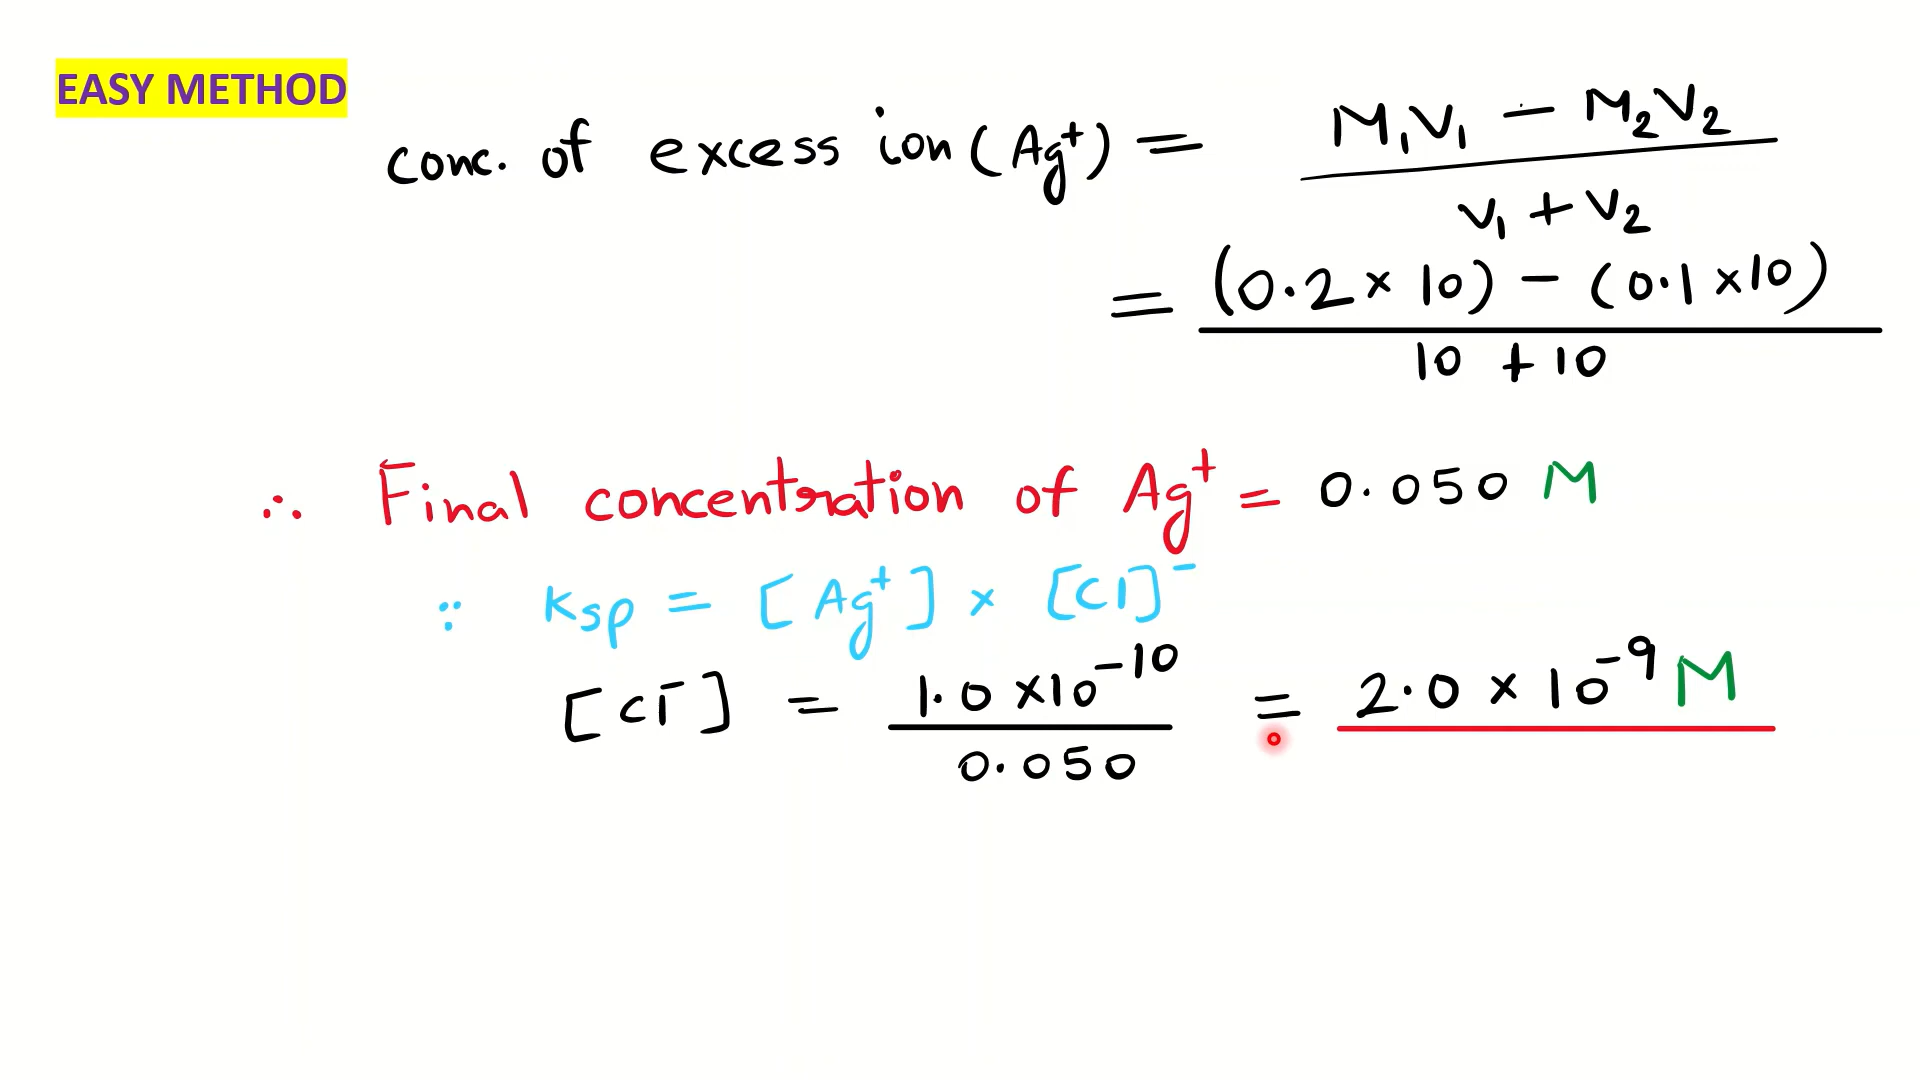 EASY METHOD
conc. of excess ion (Ag⁺) = M₁V₁ − M₂V₂
V₁ + V₂
= (0.2 × 10) − (0.1 × 10)
10 + 10
∴ Final concentration of Ag⁺ = 0.050 M
∵ Ksp = [Ag⁺] × [Cl]⁻
[Cl⁻] = 1.0 × 10⁻¹⁰ = 2.0 × 10⁻⁹ M
0.050